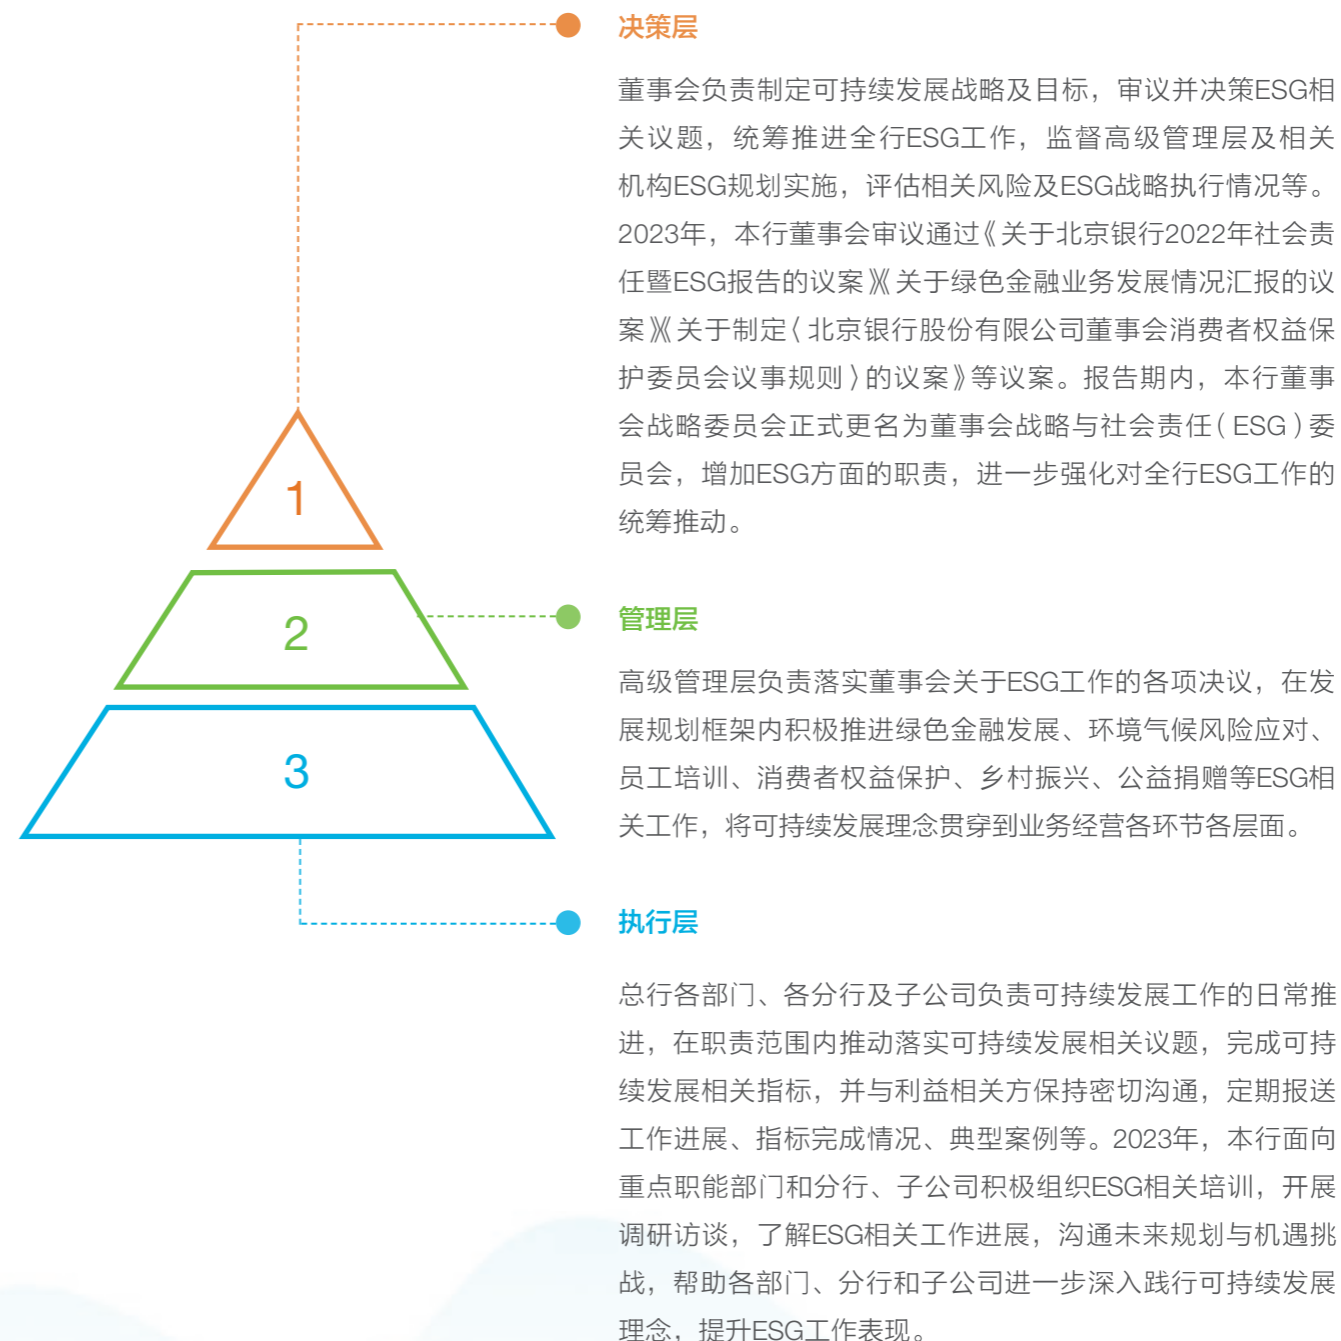 决策层
董事会负责制定可持续发展战略及目标，审议并决策ESG相
关议题，统筹推进全行ESG工作，监督高级管理层及相关
机构ESG规划实施，评估相关风险及ESG战略执行情况等。
2023年，本行董事会审议通过《关于北京银行2022年社会责
任暨ESG报告的议案》《关于绿色金融业务发展情况汇报的议
案》《关于制定〈北京银行股份有限公司董事会消费者权益保
护委员会议事规则〉的议案》等议案。报告期内，本行董事
会战略委员会正式更名为董事会战略与社会责任（ESG）委
员会，增加ESG方面的职责，进一步强化对全行ESG工作的
统筹推动。
1
2
管理层
高级管理层负责落实董事会关于ESG工作的各项决议，在发
展规划框架内积极推进绿色金融发展、环境气候风险应对、
员工培训、消费者权益保护、乡村振兴、公益捐赠等ESG相
关工作，将可持续发展理念贯穿到业务经营各环节各层面。
3
执行层
总行各部门、各分行及子公司负责可持续发展工作的日常推
进，在职责范围内推动落实可持续发展相关议题，完成可持
续发展相关指标，并与利益相关方保持密切沟通，定期报送
工作进展、指标完成情况、典型案例等。2023年，本行面向
重点职能部门和分行、子公司积极组织ESG相关培训，开展
调研访谈，了解ESG相关工作进展，沟通未来规划与机遇挑
战，帮助各部门、分行和子公司进一步深入践行可持续发展
理念，提升ESG工作表现。